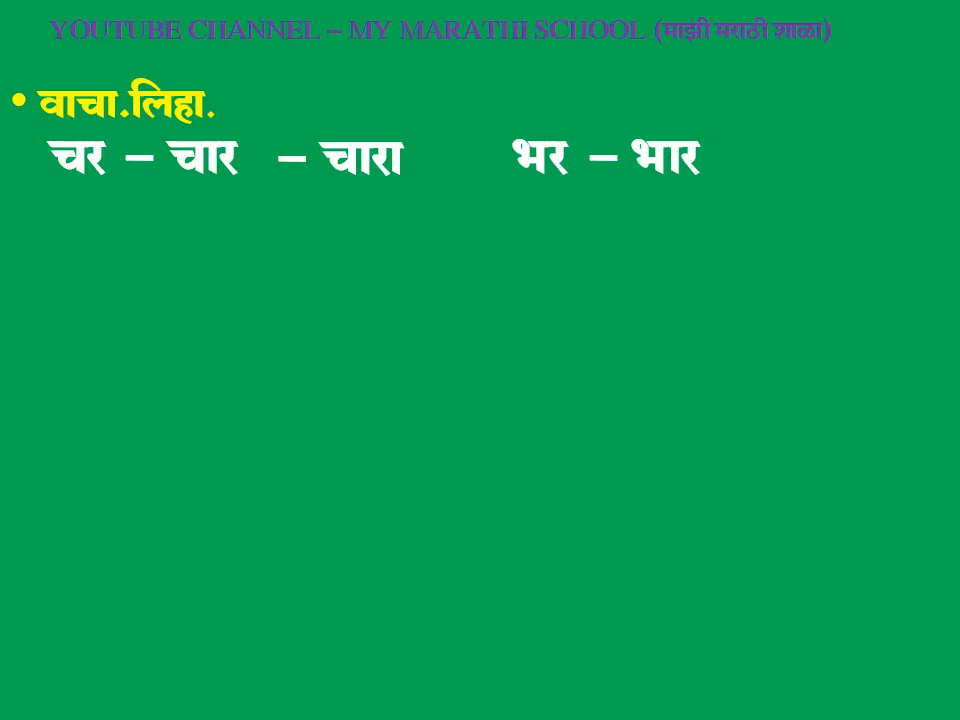 YOUTUBE CHANNEL – MY MARATHI SCHOOL (माझी मराठी शाळा)
• वाचा.लिहा.
चर – चार – चारा भर – भार